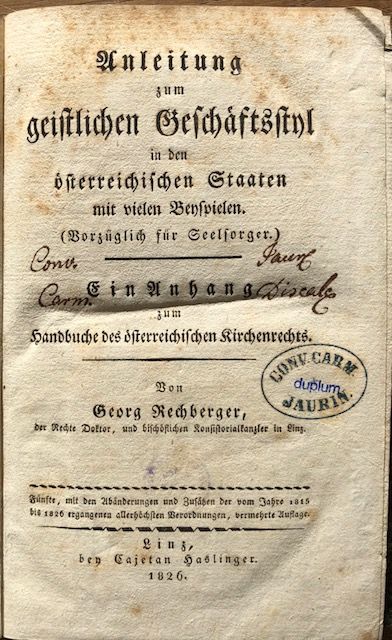 Anleitung
zum
geistlichen Geschäftsstyl
in den
österreichischen Staaten
mit vielen Beyspielen.
(Vorzüglich für Seelsorger.)
Conv. Jaur.
Carm. Discalc.
Ein Anhang
zum
Handbuche des österreichischen Kirchenrechts.
CONV. CARM.
duplum
JAURIN.
Von
Georg Rechberger,
der Rechte Doktor, und bischöflichen Konsistorialkanzler in Linz.
Fünfte, mit den Abänderungen und Zusätzen der vom Jahre 1815
bis 1826 ergangenen allerhöchsten Verordnungen, vermehrte Auflage.
Linz,
bey Cajetan Haslinger.
1826.